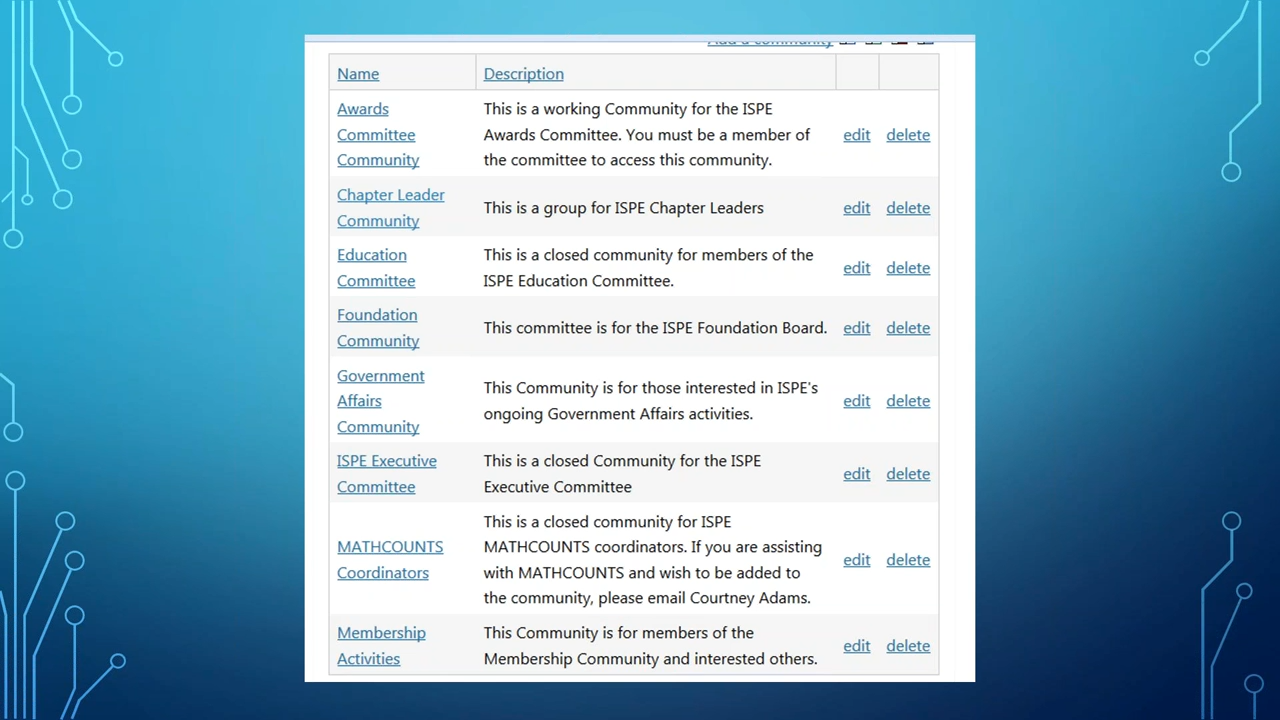 Add a community
Name Description
Awards
Committee
Community
This is a working Community for the ISPE
Awards Committee. You must be a member of
the committee to access this community.
edit delete
Chapter Leader
Community
This is a group for ISPE Chapter Leaders
edit delete
Education
Committee
This is a closed community for members of the
ISPE Education Committee.
edit delete
Foundation
Community
This committee is for the ISPE Foundation Board.
edit delete
Government
Affairs
Community
This Community is for those interested in ISPE's
ongoing Government Affairs activities.
edit delete
ISPE Executive
Committee
This is a closed Community for the ISPE
Executive Committee
edit delete
MATHCOUNTS
Coordinators
This is a closed community for ISPE
MATHCOUNTS coordinators. If you are assisting
with MATHCOUNTS and wish to be added to
the community, please email Courtney Adams.
edit delete
Membership
Activities
This Community is for members of the
Membership Community and interested others.
edit delete